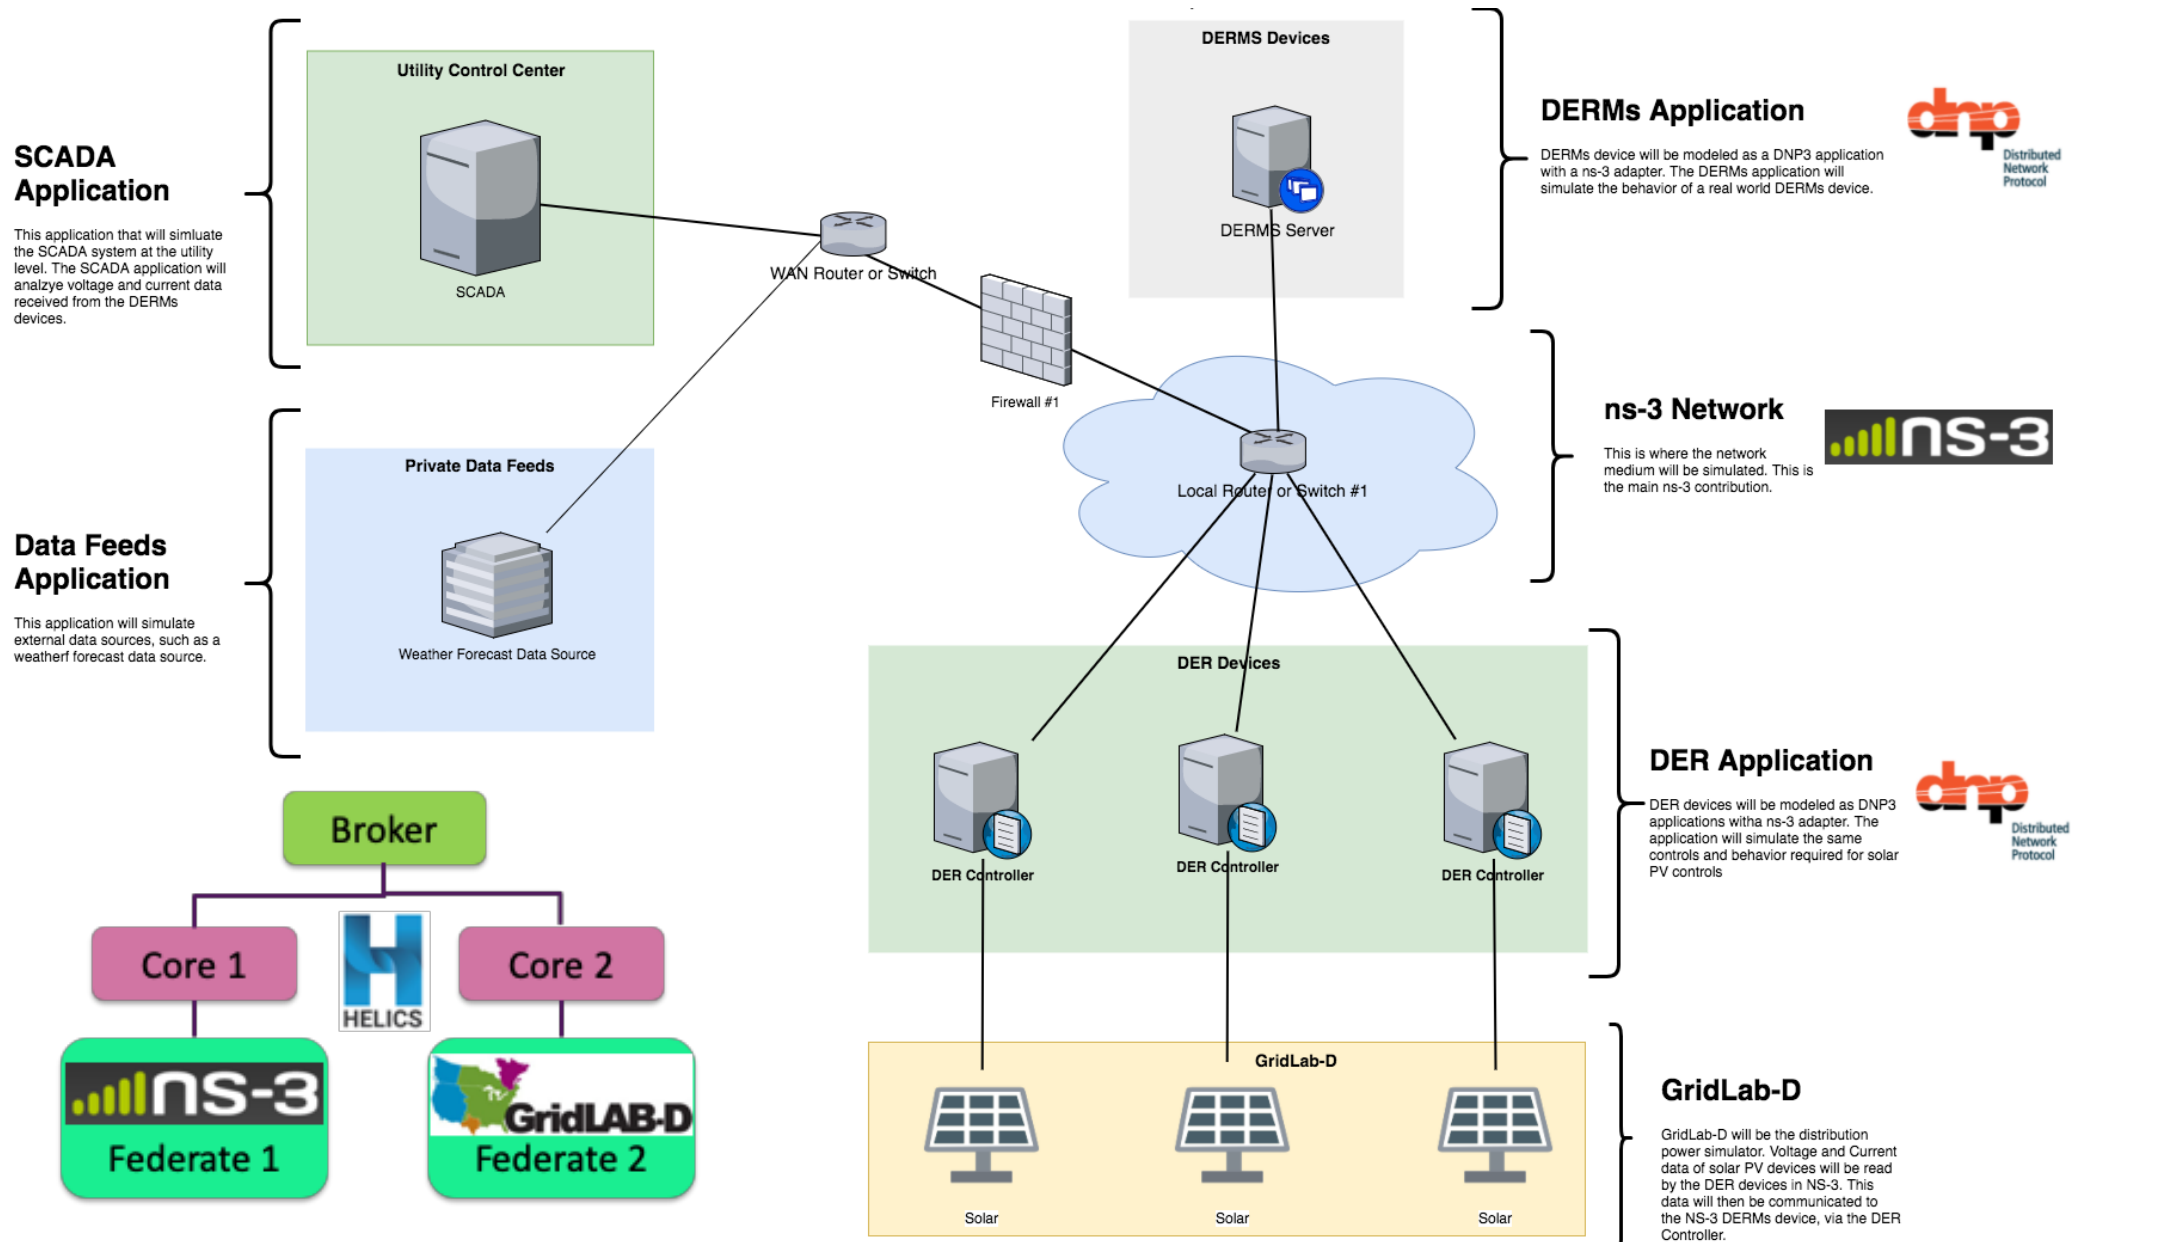 SCADA
Application
This application that will simluate
the SCADA system at the utility
level. The SCADA application will
analzye voltage and current data
received from the DERMs
devices.
Utility Control Center
SCADA
WAN Router or Switch
Firewall #1
DERMS Devices
DERMS Server
DERMs Application
DERMs device will be modeled as a DNP3 application
with a ns-3 adapter. The DERMs application will
simulate the behavior of a real world DERMs device.
dnp
Distributed
Network
Protocol
Data Feeds
Application
This application will simulate
external data sources, such as a
weatherf forecast data source.
Private Data Feeds
Weather Forecast Data Source
Local Router or Switch #1
ns-3 Network
This is where the network
medium will be simulated. This is
the main ns-3 contribution.
ns-3
DER Devices
DER Controller
DER Controller
DER Controller
DER Application
DER devices will be modeled as DNP3
applications witha ns-3 adapter. The
application will simulate the same
controls and behavior required for solar
PV controls
dnp
Distributed
Network
Protocol
Broker
Core 1
HELICS
Core 2
ns-3
Federate 1
GridLAB-D
Federate 2
GridLab-D
Solar
Solar
Solar
GridLab-D
GridLab-D will be the distribution
power simulator. Voltage and Current
data of solar PV devices will be read
by the DER devices in NS-3. This
data will then be communicated to
the NS-3 DERMs device, via the DER
Controller.